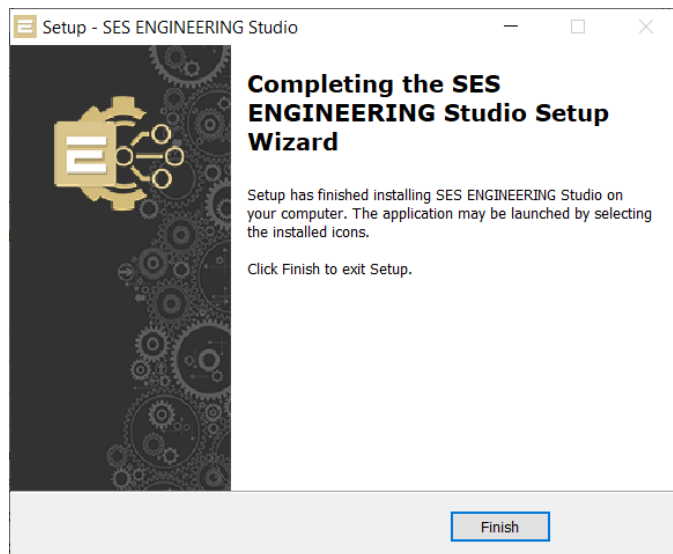 Setup - SES ENGINEERING Studio
Completing the SES
ENGINEERING Studio Setup
Wizard
Setup has finished installing SES ENGINEERING Studio on
your computer. The application may be launched by selecting
the installed icons.
Click Finish to exit Setup.
Finish